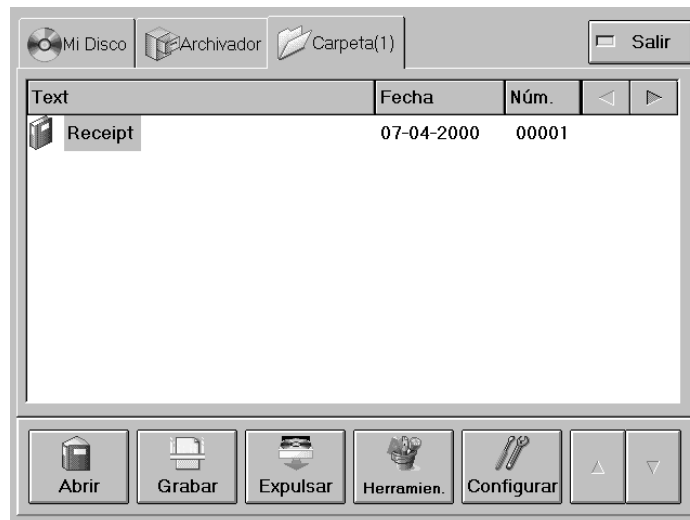 Mi Disco Archivador Carpeta(1) Salir
Text Fecha Núm.
Receipt 07-04-2000 00001
Abrir Grabar Expulsar Herramien. Configurar